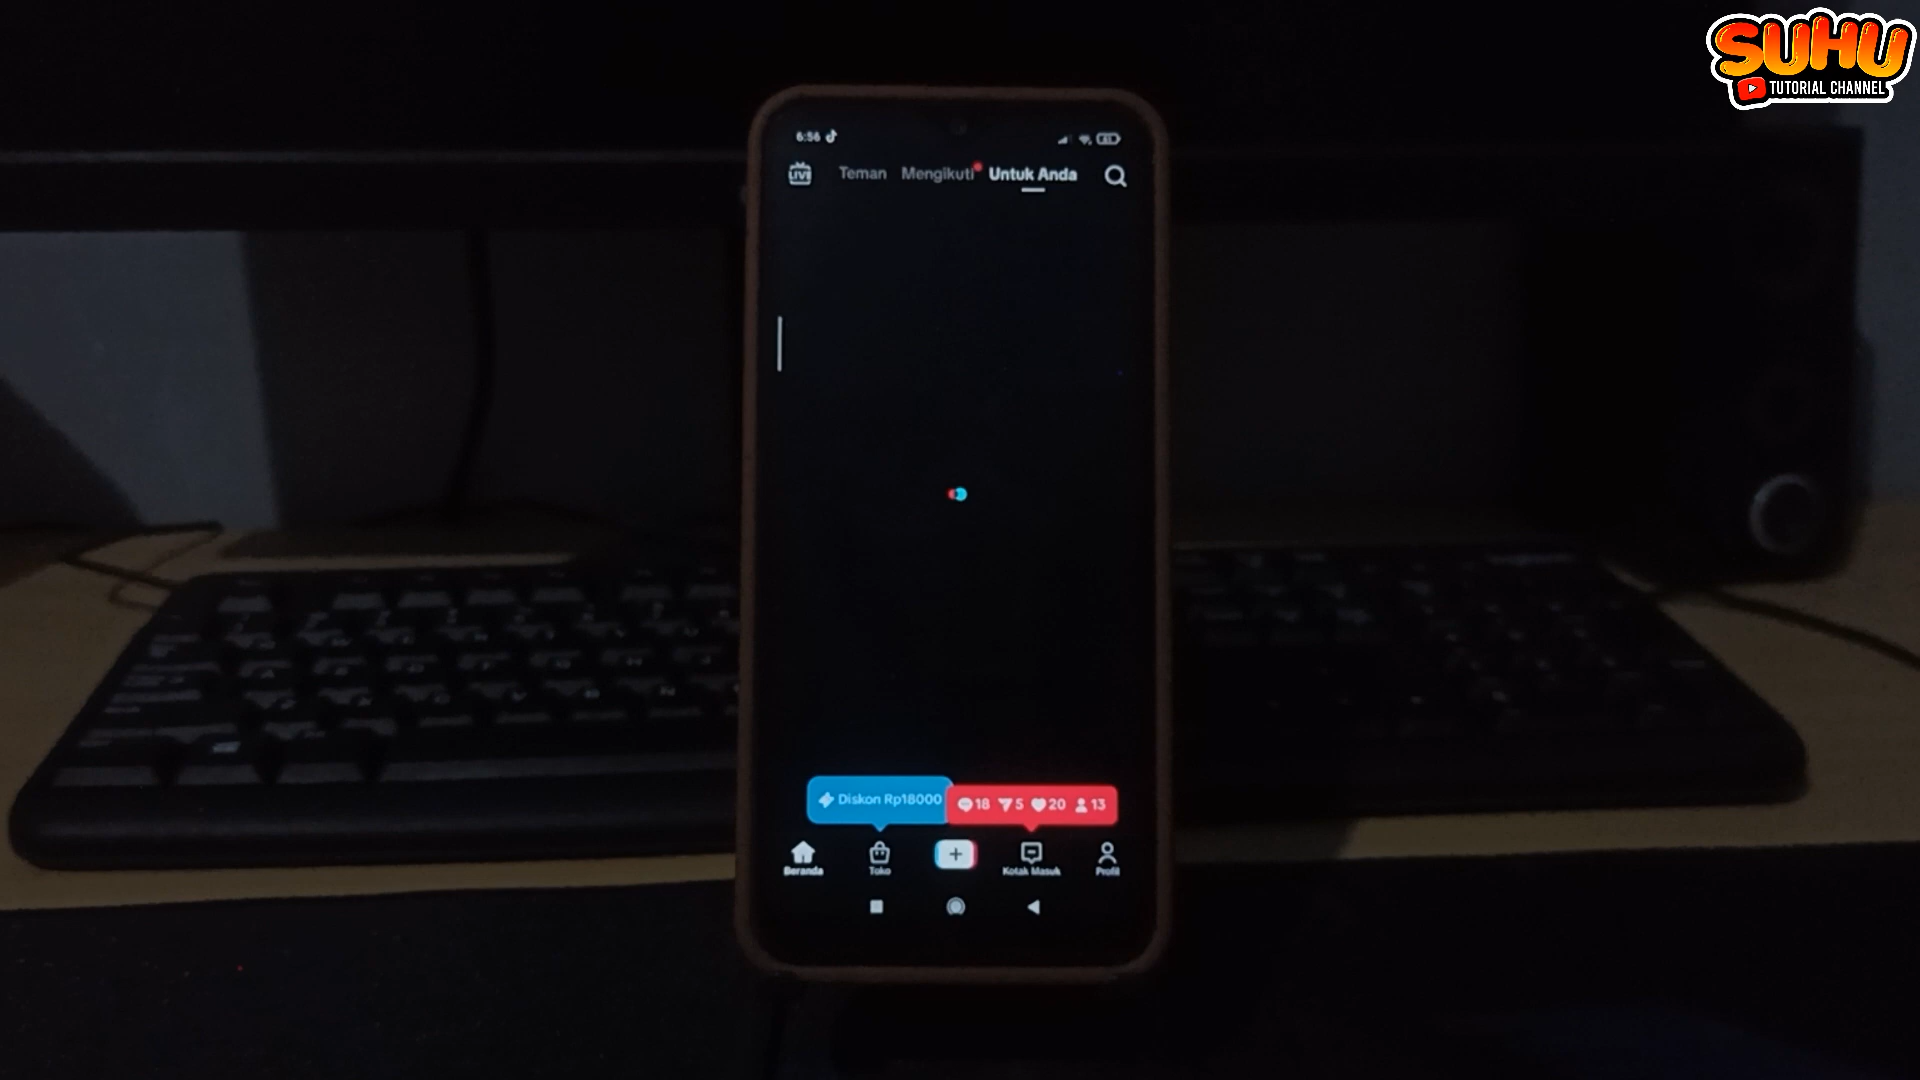 SUHU
TUTORIAL CHANNEL
6:56
LIVE
Teman Mengikuti Untuk Anda
Diskon Rp18000
18 5 20 13
Beranda Toko Kotak Masuk Profil